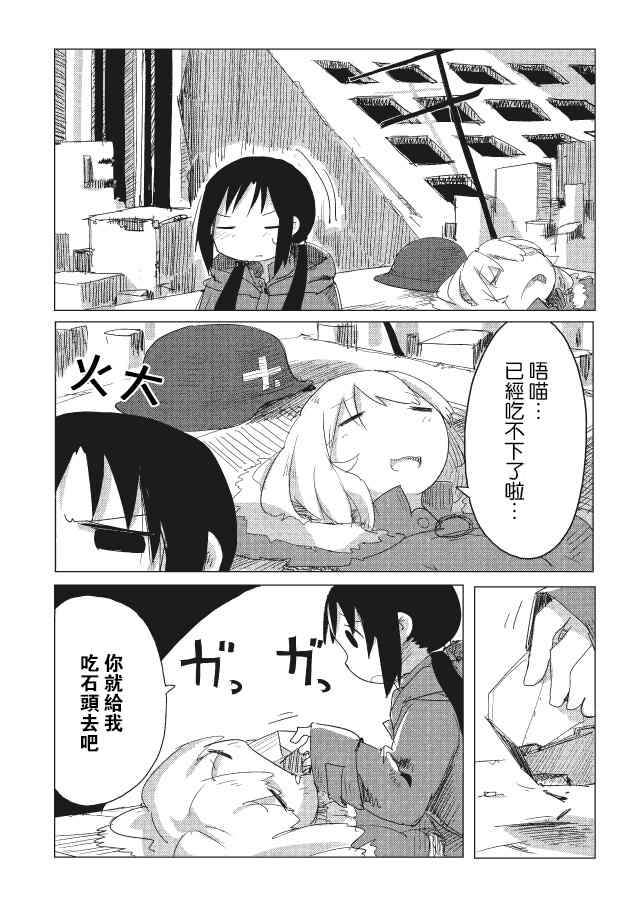 唔喵…
已經吃不下了啦…
火大
你就給我
吃石頭去吧
ガッ
ガッ